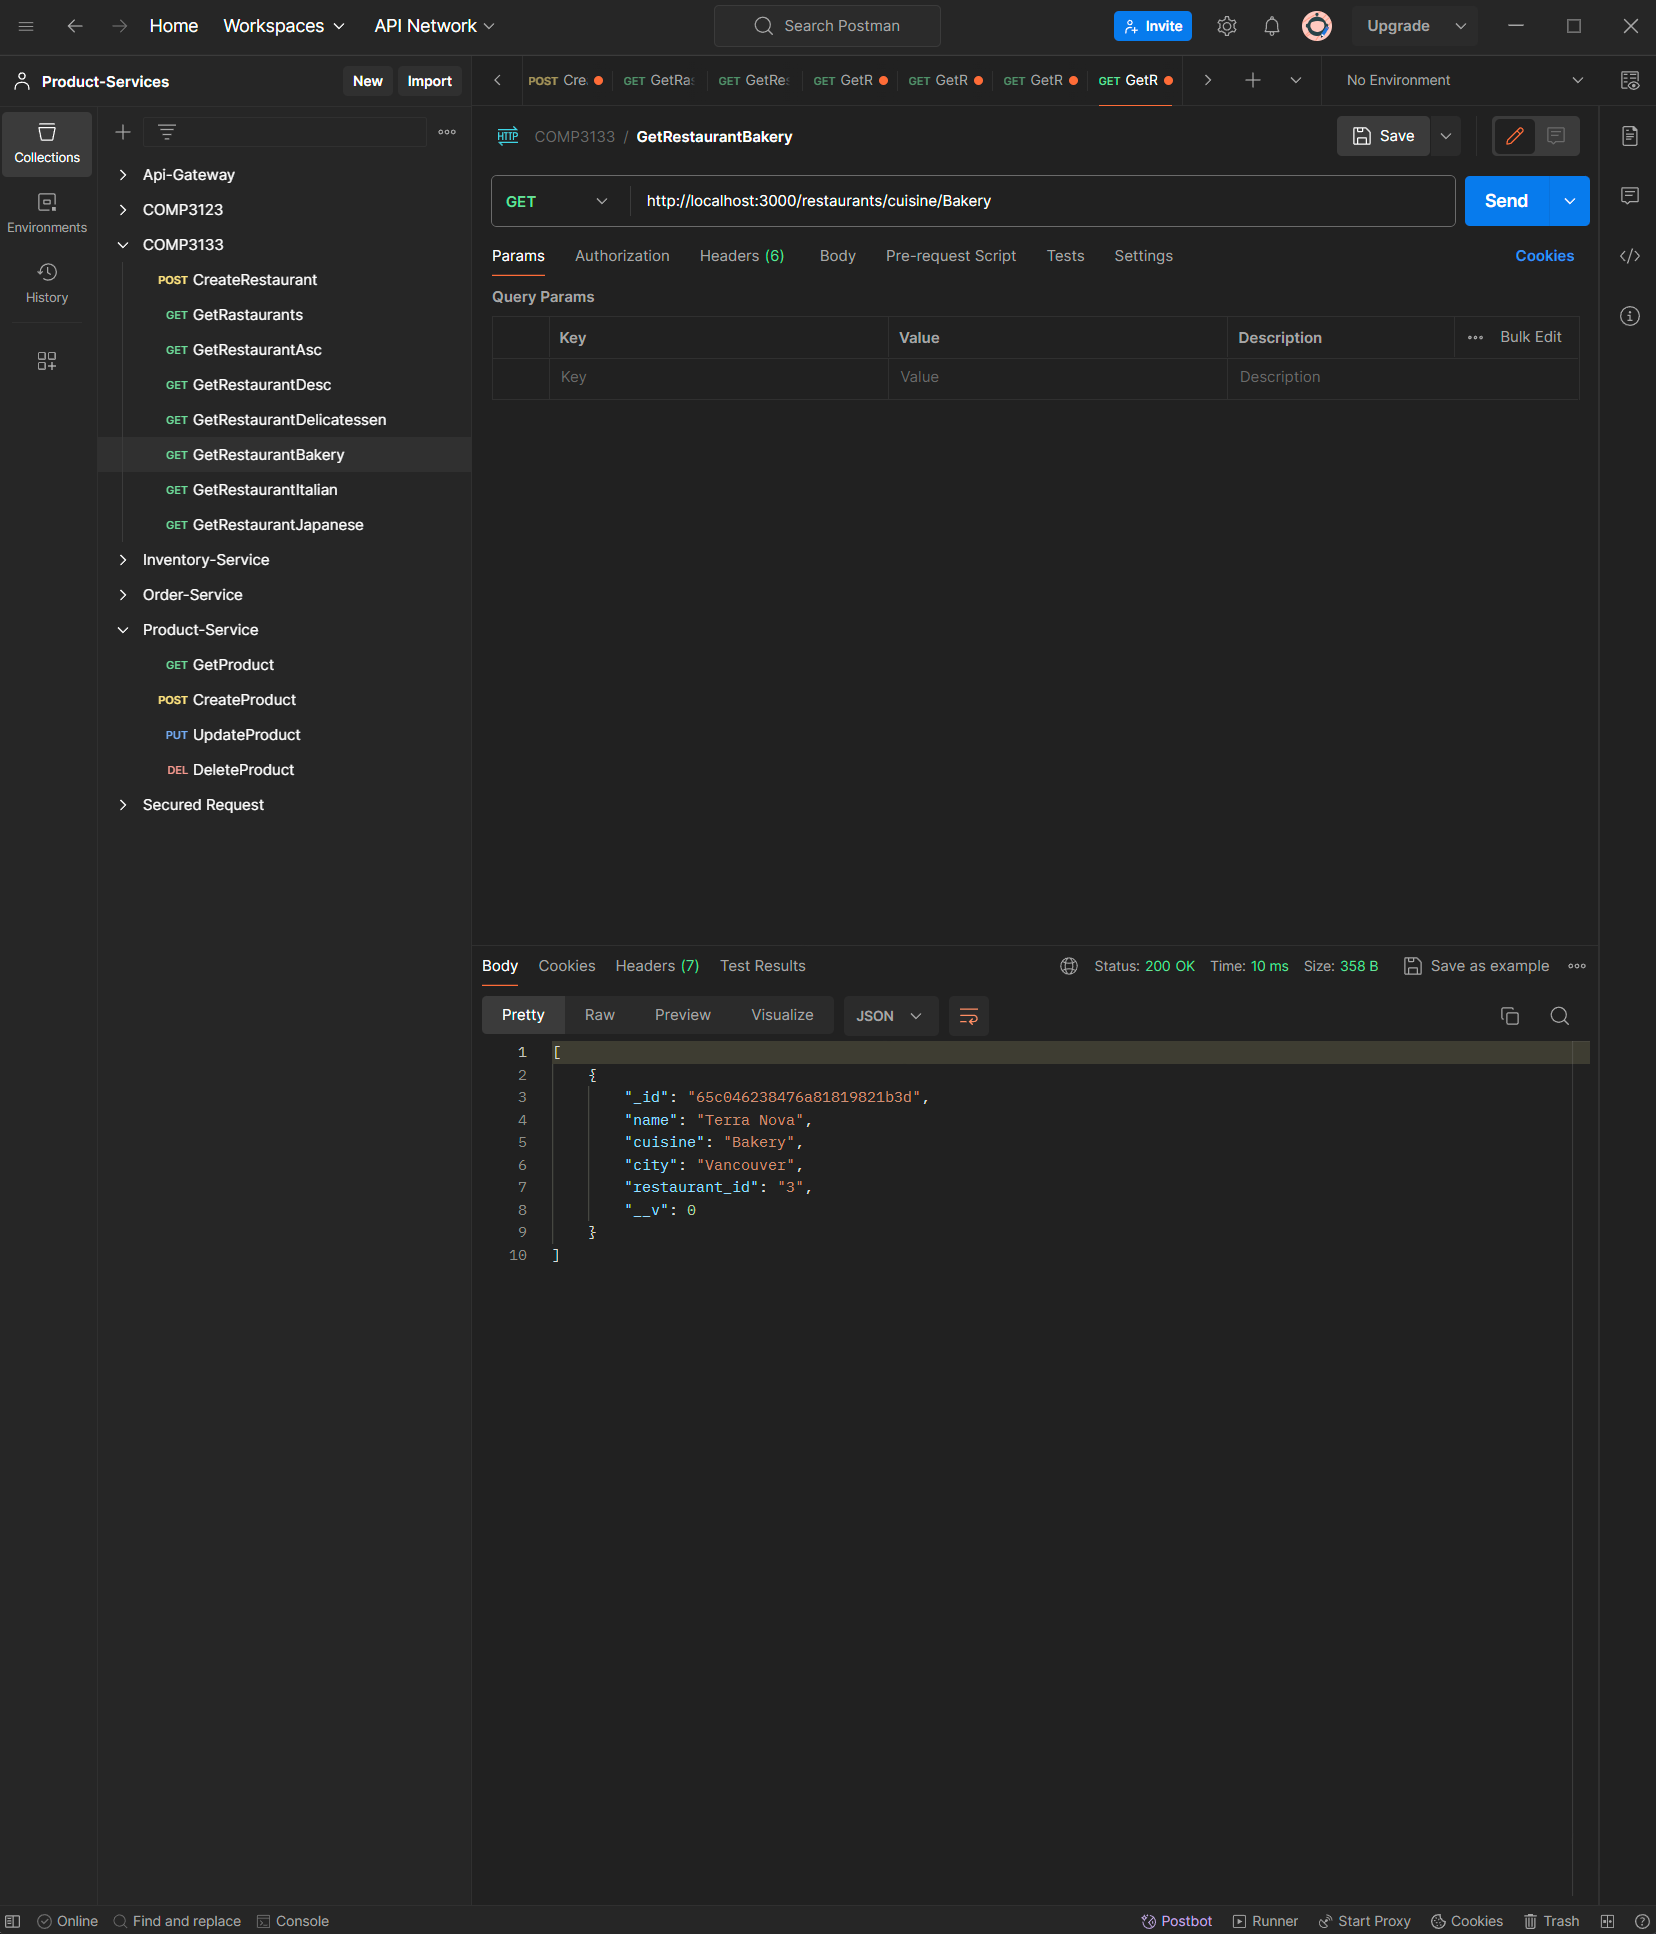 Home Workspaces API Network Search Postman Invite Upgrade
Product-Services New Import
POST Cre GET GetRa GET GetRe GET GetR GET GetR GET GetR GET GetR No Environment
Collections
Environments
History
Api-Gateway
COMP3123
COMP3133
POST CreateRestaurant
GET GetRastaurants
GET GetRestaurantAsc
GET GetRestaurantDesc
GET GetRestaurantDelicatessen
GET GetRestaurantBakery
GET GetRestaurantItalian
GET GetRestaurantJapanese
Inventory-Service
Order-Service
Product-Service
GET GetProduct
POST CreateProduct
PUT UpdateProduct
DEL DeleteProduct
Secured Request
HTTP COMP3133 / GetRestaurantBakery Save
GET http://localhost:3000/restaurants/cuisine/Bakery Send
Params Authorization Headers (6) Body Pre-request Script Tests Settings Cookies
Query Params
Key Value Description Bulk Edit
Key Value Description
Body Cookies Headers (7) Test Results Status: 200 OK Time: 10 ms Size: 358 B Save as example
Pretty Raw Preview Visualize JSON
1 [
2 {
3 "_id": "65c046238476a81819821b3d",
4 "name": "Terra Nova",
5 "cuisine": "Bakery",
6 "city": "Vancouver",
7 "restaurant_id": "3",
8 "__v": 0
9 }
10 ]
Online Find and replace Console Postbot Runner Start Proxy Cookies Trash